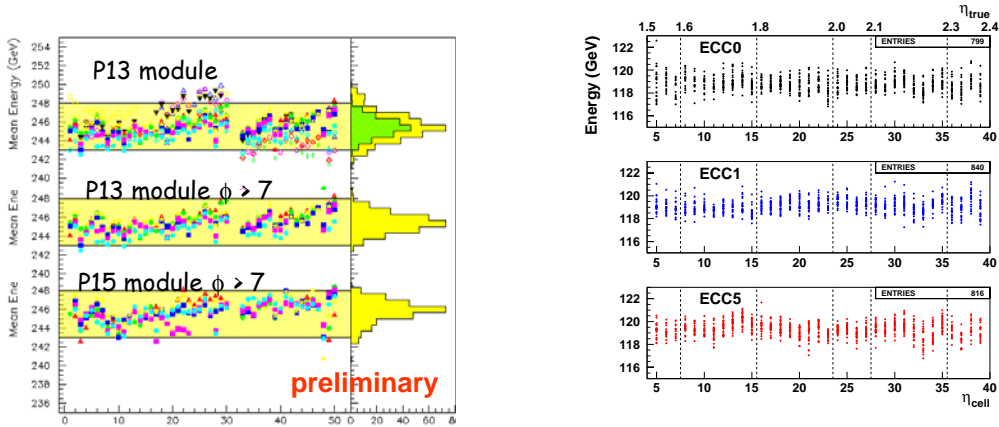 Mean Energy (GeV)
254
252
250
248
246
244
242
P13 module
Mean Ene
248
246
244
242
P13 module ϕ > 7
Mean Ene
248
246
244
242
240
238
236
P15 module ϕ > 7
preliminary
0 10 20 30 40 50 0 20 40 60 80
η true
1.5 1.6 1.8 2.0 2.1 2.3 2.4
Energy (GeV)
122
120
118
116
ECC0
ENTRIES 799
5 10 15 20 25 30 35 40
122
120
118
116
ECC1
ENTRIES 840
5 10 15 20 25 30 35 40
122
120
118
116
ECC5
ENTRIES 816
5 10 15 20 25 30 35 40
η cell